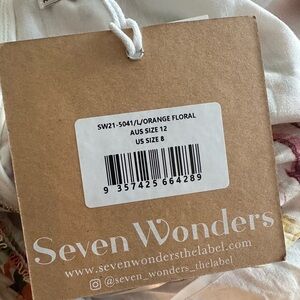 SW21-5041/L/ORANGE FLORAL
AUS SIZE 12
US SIZE 8
9 357425 664289
Seven Wonders
www.sevenwondersthelabel.com
@seven_wonders_thelabel